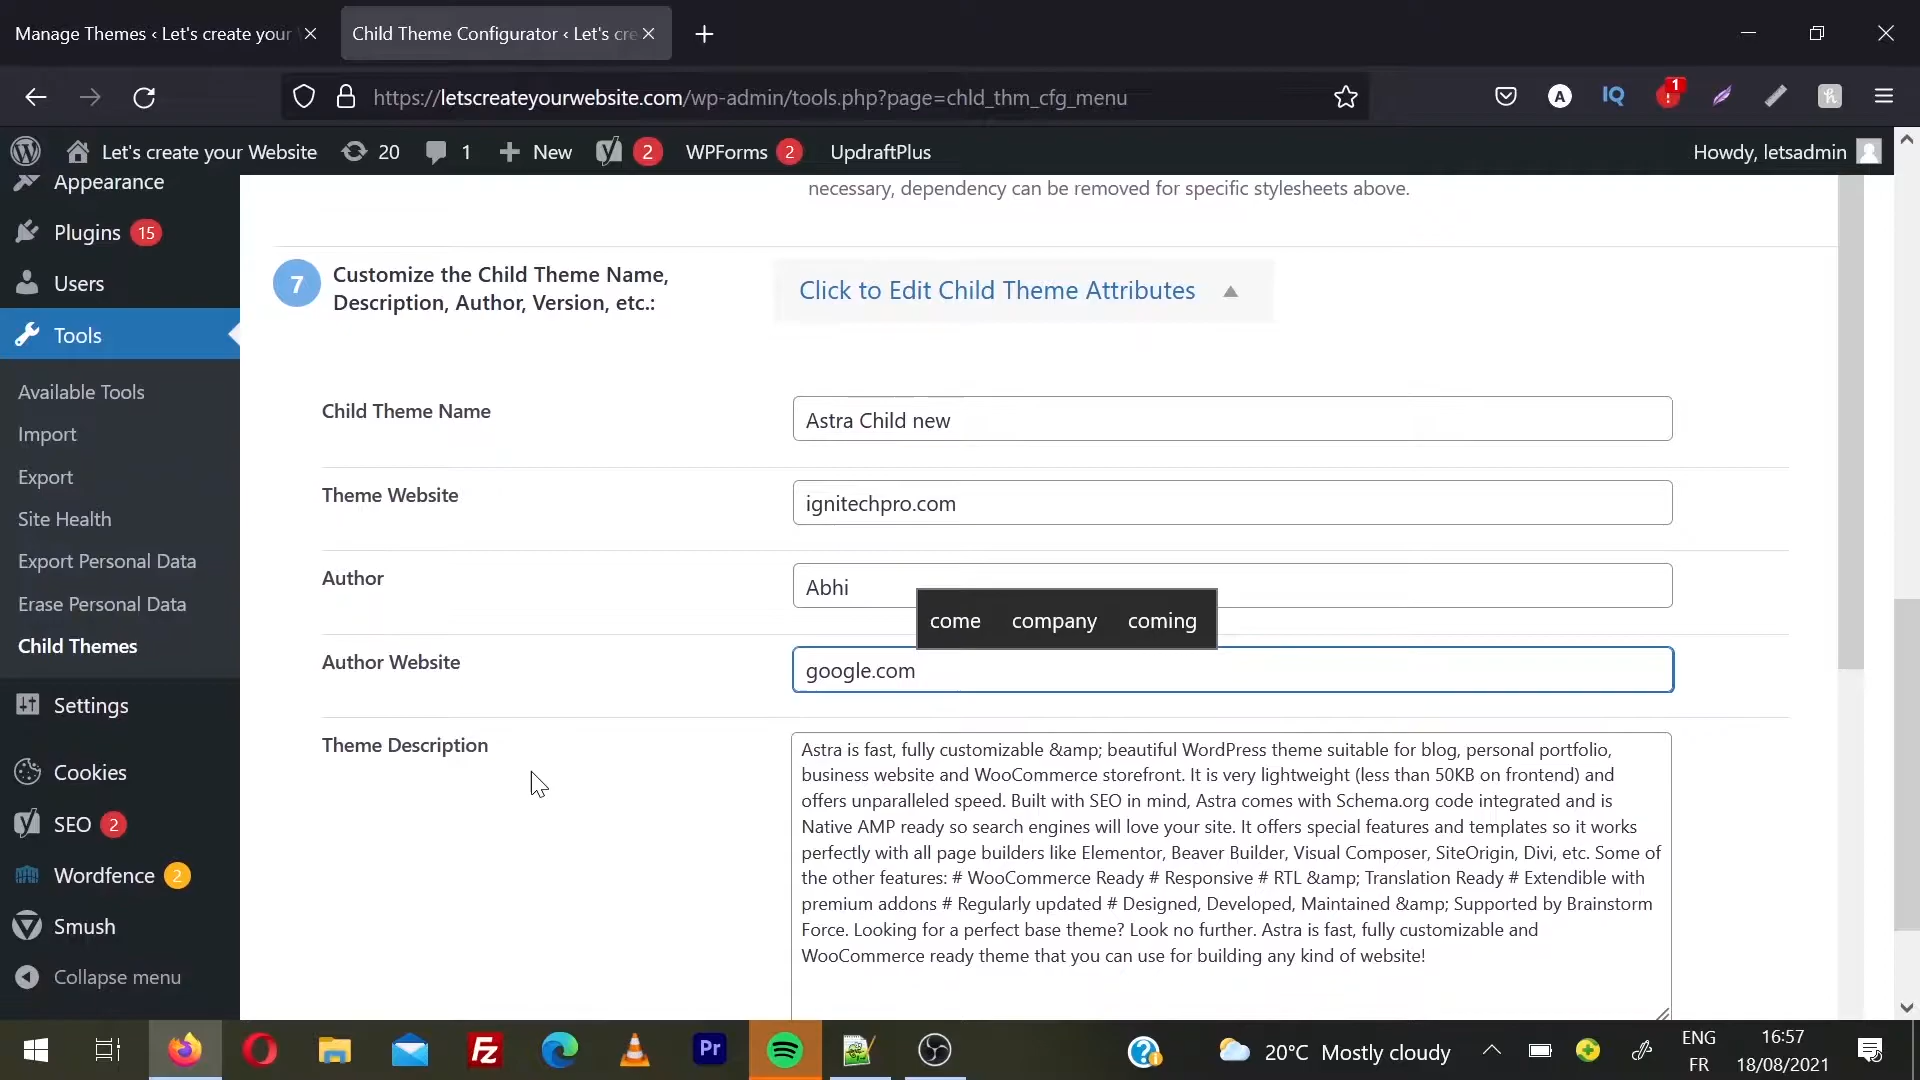 Manage Themes ‹ Let's create your
Child Theme Configurator ‹ Let's cre
https://letscreateyourwebsite.com/wp-admin/tools.php?page=chld_thm_cfg_menu
A
IQ
1
Let's create your Website
20
1
New
2
WPForms 2
UpdraftPlus
Howdy, letsadmin
Appearance
Plugins 15
Users
Tools
Available Tools
Import
Export
Site Health
Export Personal Data
Erase Personal Data
Child Themes
Settings
Cookies
SEO 2
Wordfence 2
Smush
Collapse menu
necessary, dependency can be removed for specific stylesheets above.
7
Customize the Child Theme Name,
Description, Author, Version, etc.:
Click to Edit Child Theme Attributes
Child Theme Name
Astra Child new
Theme Website
ignitechpro.com
Author
Abhi
come company coming
Author Website
google.com
Theme Description
Astra is fast, fully customizable &amp; beautiful WordPress theme suitable for blog, personal portfolio,
business website and WooCommerce storefront. It is very lightweight (less than 50KB on frontend) and
offers unparalleled speed. Built with SEO in mind, Astra comes with Schema.org code integrated and is
Native AMP ready so search engines will love your site. It offers special features and templates so it works
perfectly with all page builders like Elementor, Beaver Builder, Visual Composer, SiteOrigin, Divi, etc. Some of
the other features: # WooCommerce Ready # Responsive # RTL &amp; Translation Ready # Extendible with
premium addons # Regularly updated # Designed, Developed, Maintained &amp; Supported by Brainstorm
Force. Looking for a perfect base theme? Look no further. Astra is fast, fully customizable and
WooCommerce ready theme that you can use for building any kind of website!
Fz
Pr
20°C Mostly cloudy
ENG
FR
16:57
18/08/2021